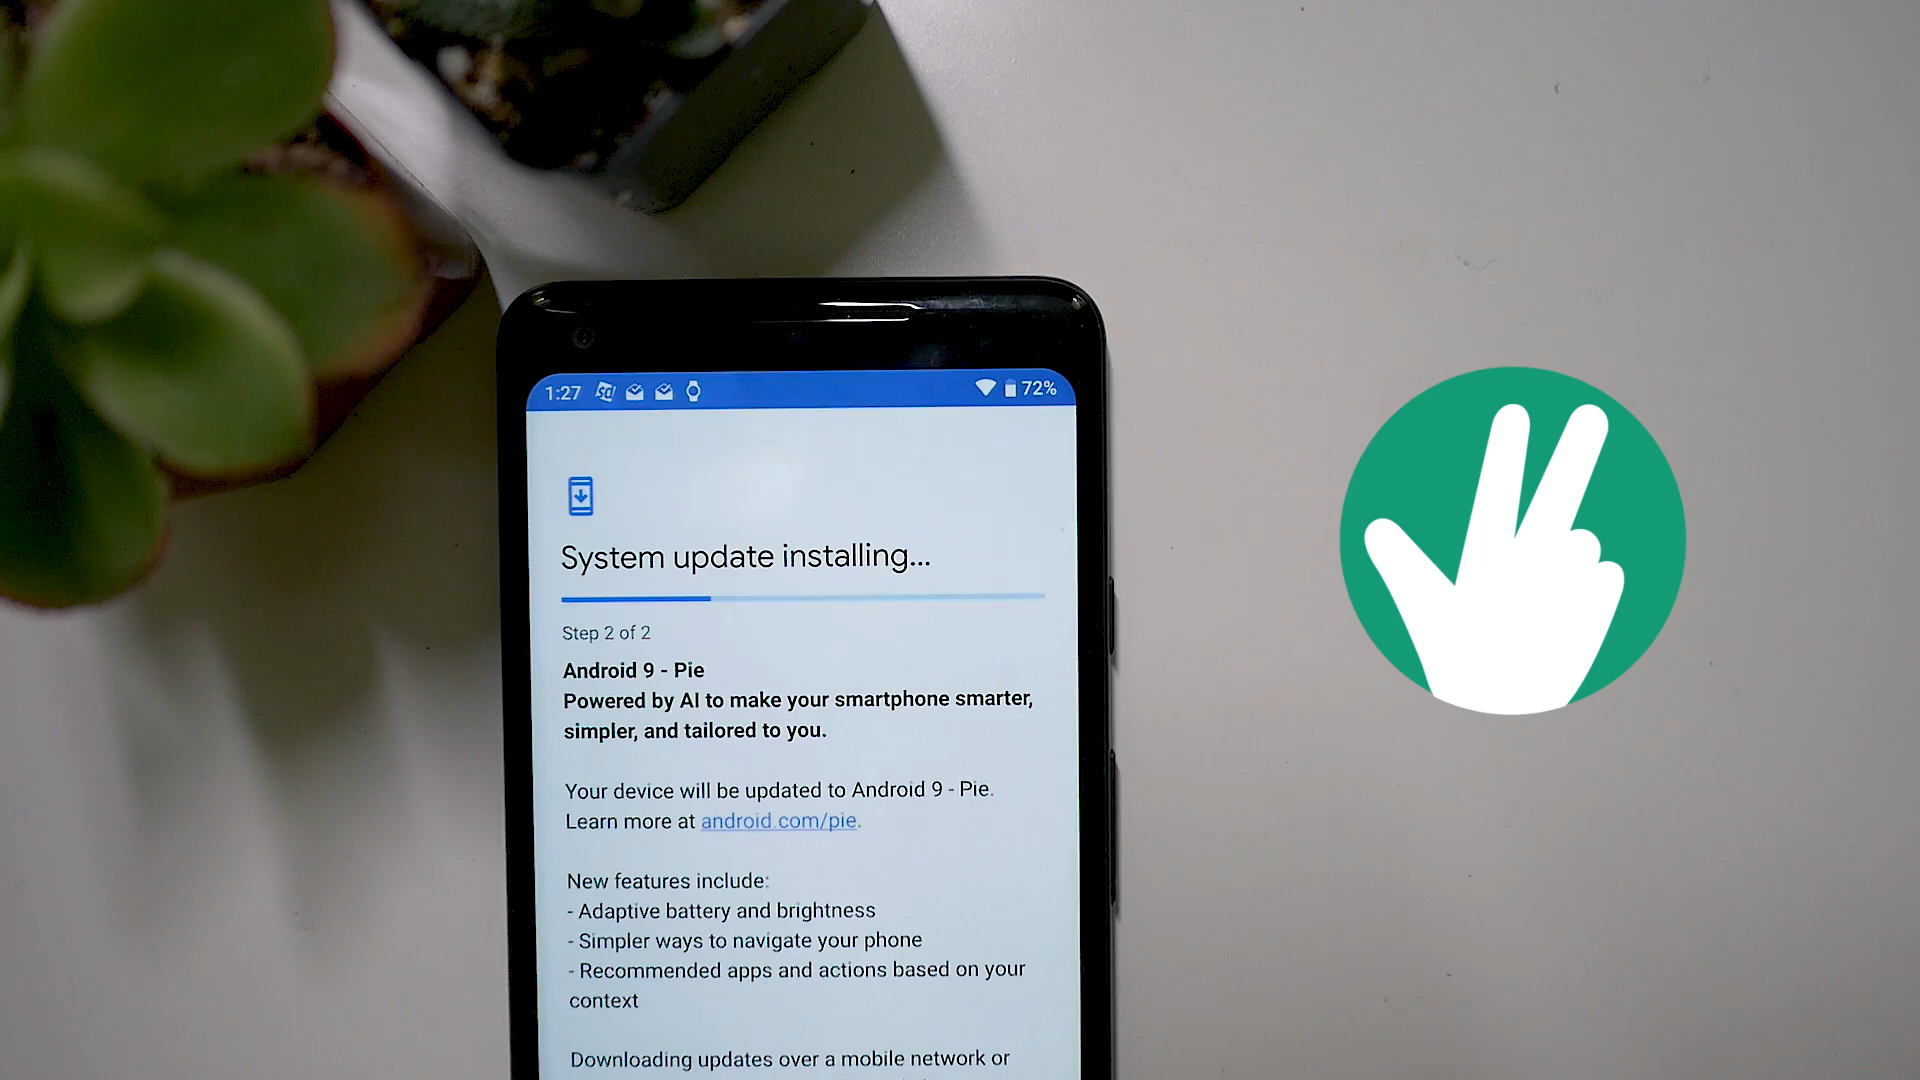 1:27 72%
System update installing...
Step 2 of 2
Android 9 - Pie
Powered by AI to make your smartphone smarter,
simpler, and tailored to you.
Your device will be updated to Android 9 - Pie.
Learn more at android.com/pie.
New features include:
- Adaptive battery and brightness
- Simpler ways to navigate your phone
- Recommended apps and actions based on your
context
Downloading updates over a mobile network or